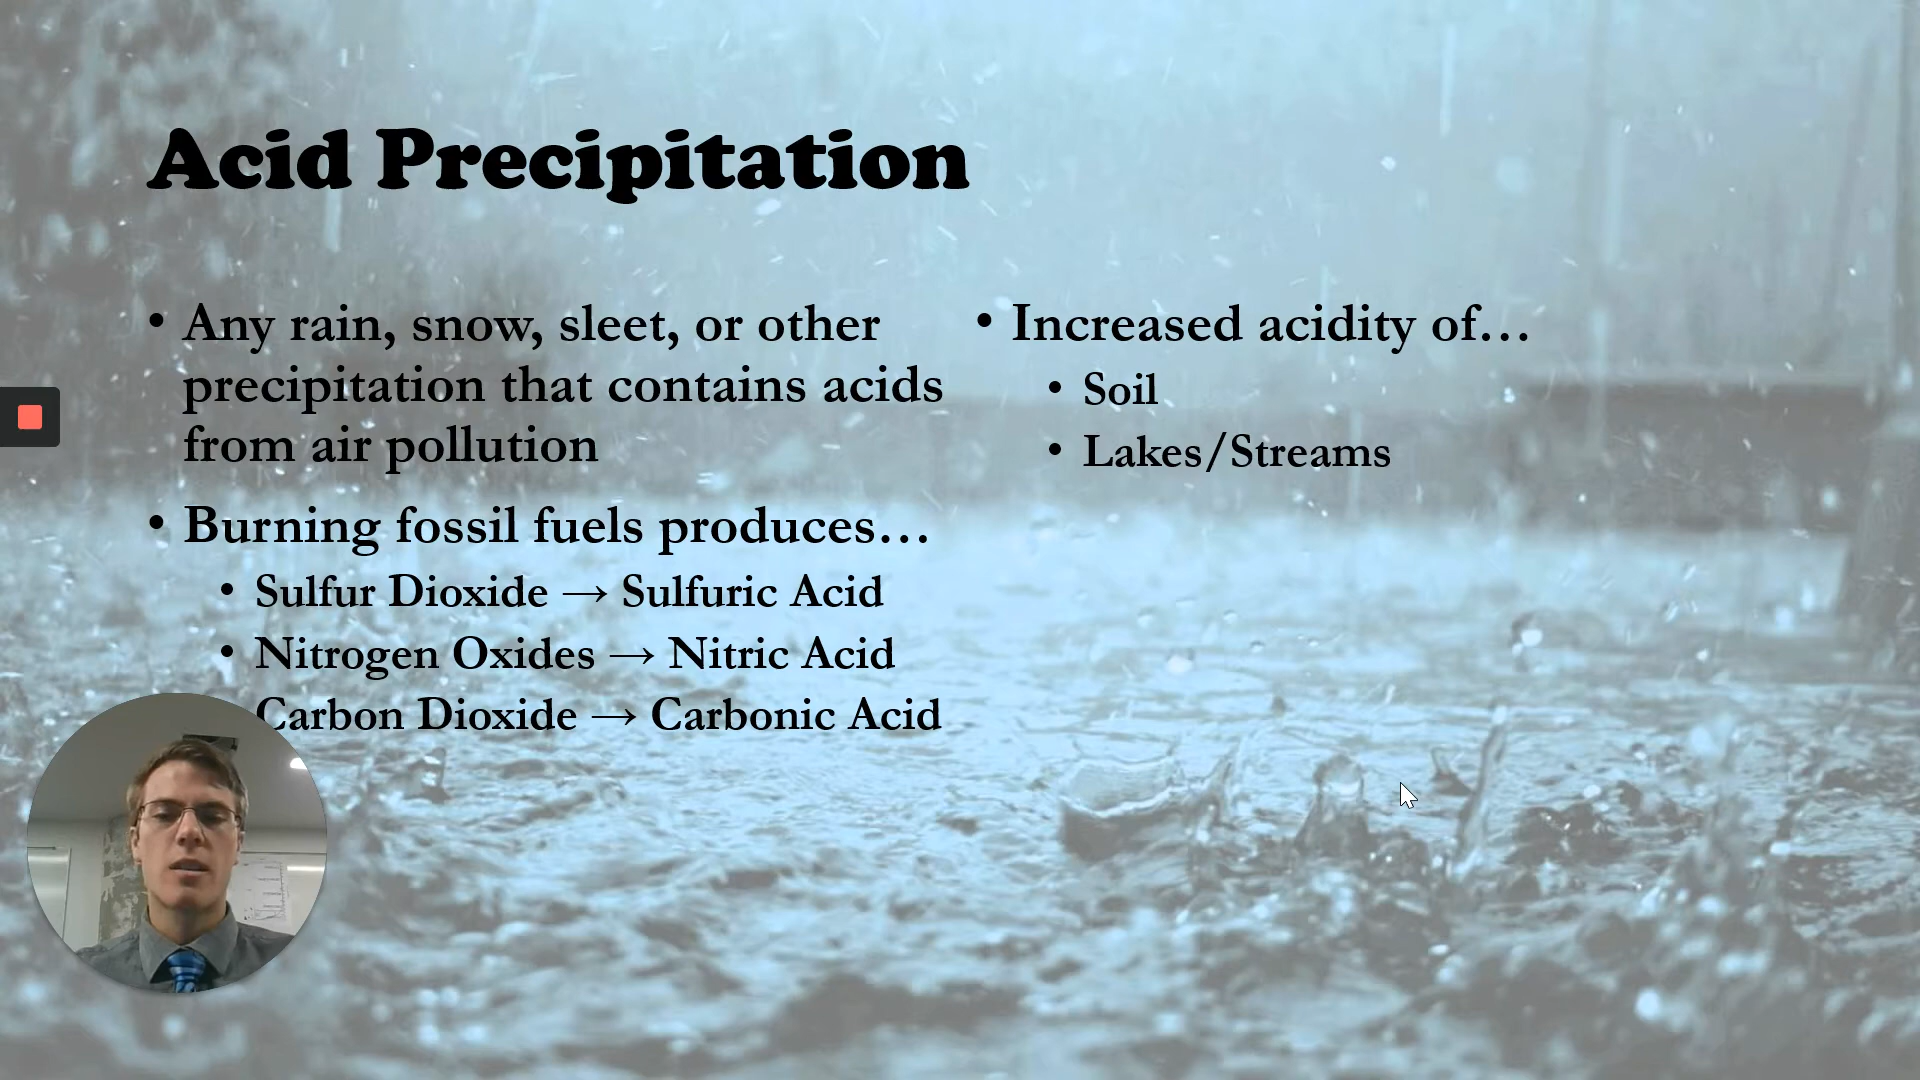 Acid Precipitation
• Any rain, snow, sleet, or other
precipitation that contains acids
from air pollution
• Burning fossil fuels produces…
• Sulfur Dioxide → Sulfuric Acid
• Nitrogen Oxides → Nitric Acid
Carbon Dioxide → Carbonic Acid
• Increased acidity of…
• Soil
• Lakes/Streams